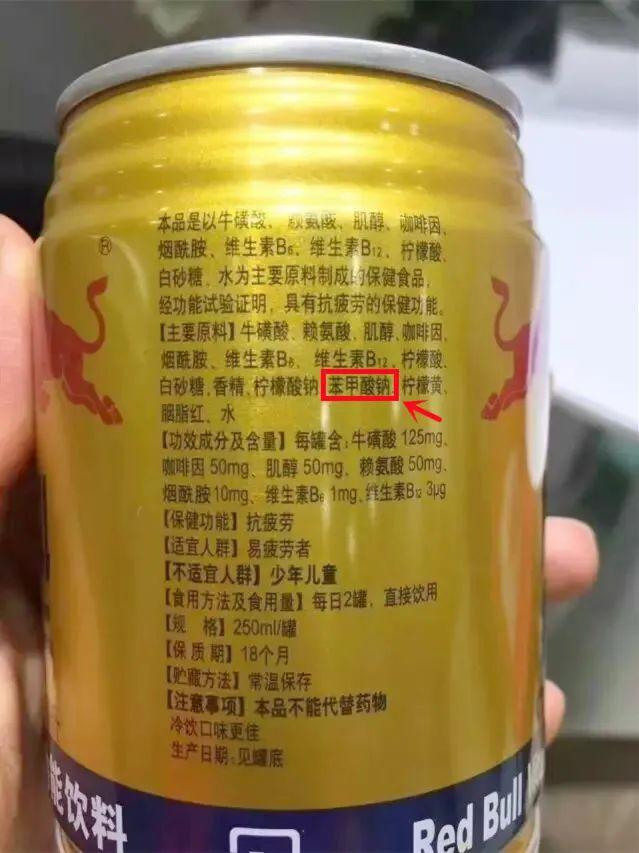 ®
本品是以牛磺酸、赖氨酸、肌醇、咖啡因,
烟酰胺、维生素B₆、维生素B₁₂、柠檬酸、
白砂糖、水为主要原料制成的保健食品,
经功能试验证明,具有抗疲劳的保健功能。
【主要原料】牛磺酸、赖氨酸、肌醇、咖啡因、
烟酰胺、维生素B₆、维生素B₁₂、柠檬酸、
白砂糖,香精、柠檬酸钠、苯甲酸钠、柠檬黄、
胭脂红、水
【功效成分及含量】每罐含:牛磺酸 125mg、
咖啡因 50mg、肌醇 50mg、赖氨酸 50mg、
烟酰胺 10mg、维生素B₆ 1mg、维生素B₁₂ 3μg
【保健功能】抗疲劳
【适宜人群】易疲劳者
【不适宜人群】少年儿童
【食用方法及食用量】每日2罐,直接饮用
【规 格】250ml/罐
【保 质 期】18个月
【贮藏方法】常温保存
【注意事项】本品不能代替药物
冷饮口味更佳
生产日期:见罐底
能饮料
Red Bull